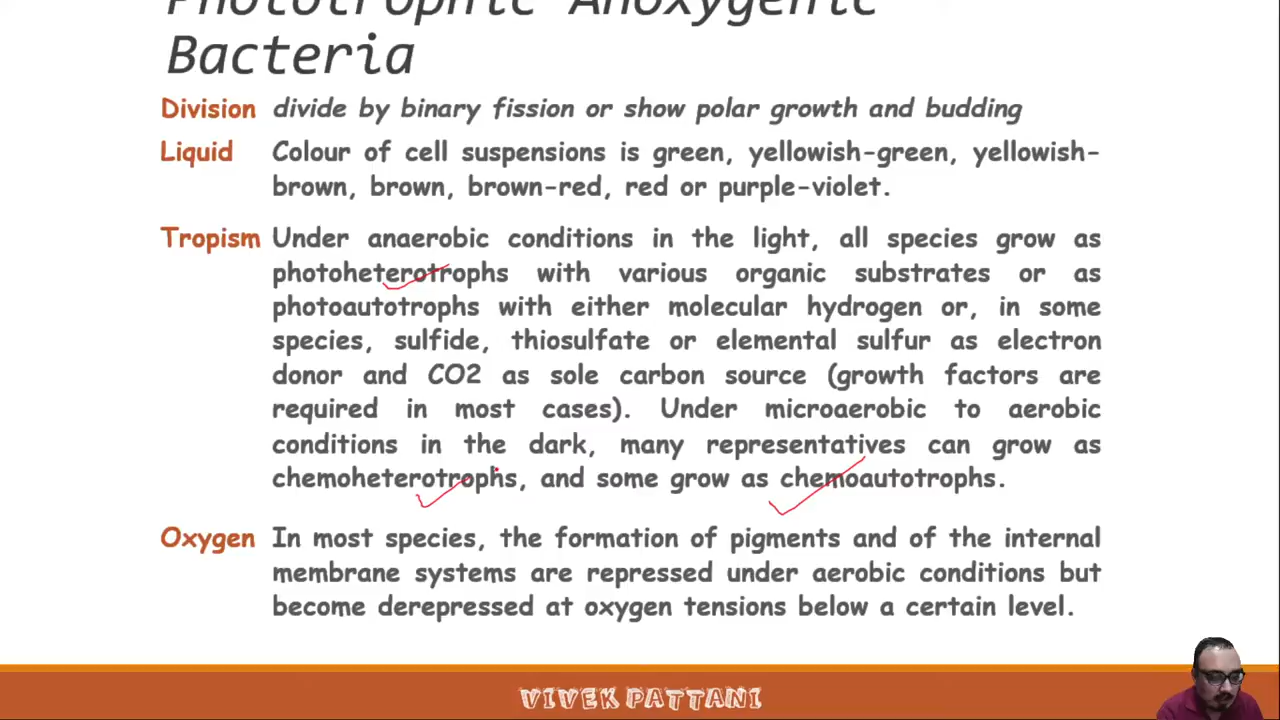 Phototrophic Anoxygenic
Bacteria
Division divide by binary fission or show polar growth and budding
Liquid Colour of cell suspensions is green, yellowish-green, yellowish-
brown, brown, brown-red, red or purple-violet.
Tropism Under anaerobic conditions in the light, all species grow as
photoheterotrophs with various organic substrates or as
photoautotrophs with either molecular hydrogen or, in some
species, sulfide, thiosulfate or elemental sulfur as electron
donor and CO2 as sole carbon source (growth factors are
required in most cases). Under microaerobic to aerobic
conditions in the dark, many representatives can grow as
chemoheterotrophs, and some grow as chemoautotrophs.
Oxygen In most species, the formation of pigments and of the internal
membrane systems are repressed under aerobic conditions but
become derepressed at oxygen tensions below a certain level.
VIVEK PATTANI